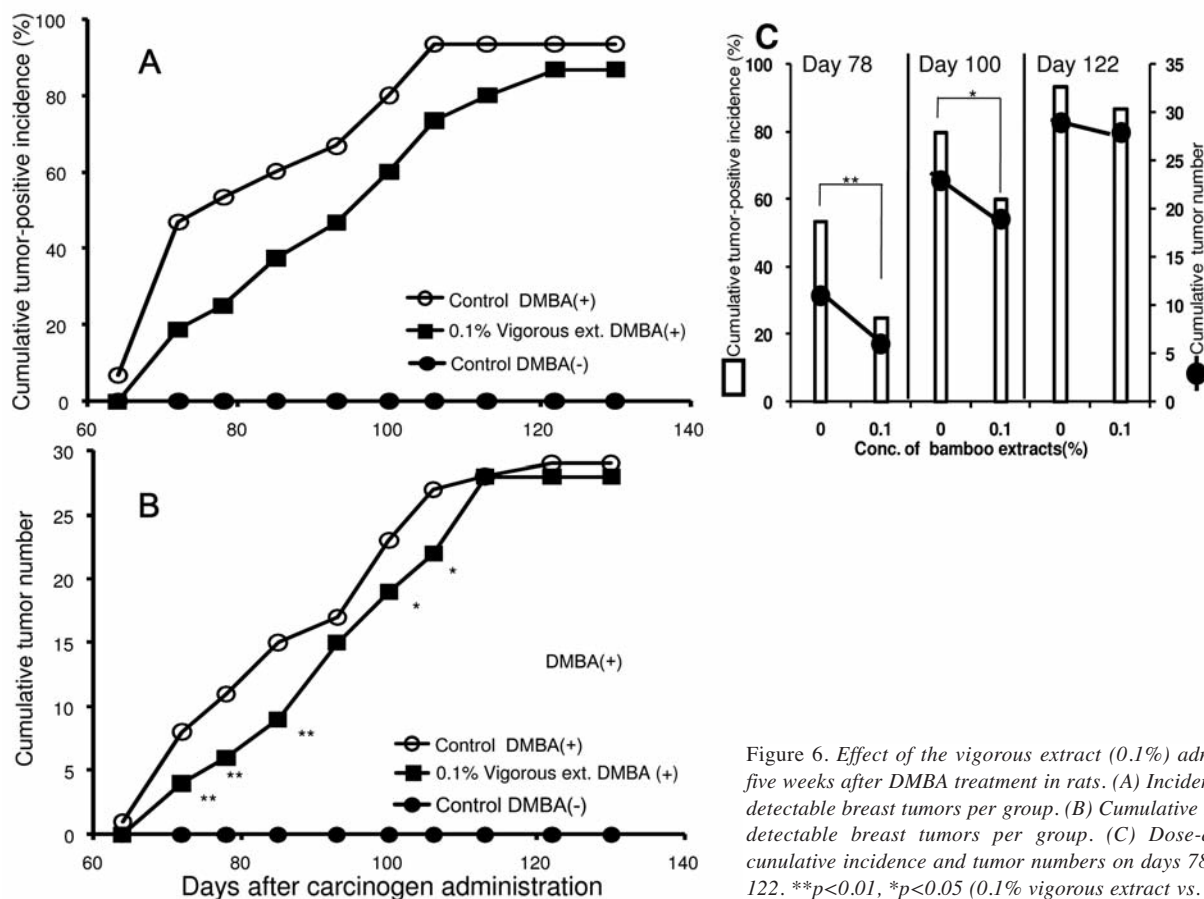 A
Cumulative tumor-positive incidence (%)
100
80
60
40
20
0
60 80 100 120 140
Control DMBA(+)
0.1% Vigorous ext. DMBA(+)
Control DMBA(-)
B
Cumulative tumor number
30
25
20
15
10
5
0
60 80 100 120 140
**
**
**
*
*
DMBA(+)
Control DMBA(+)
0.1% Vigorous ext. DMBA (+)
Control DMBA(-)
Days after carcinogen administration
C
Cumulative tumor-positive incidence (%)
100
80
60
40
20
0
Day 78 Day 100 Day 122
**
*
35
30
25
20
15
10
5
0
Cumulative tumor number
0 0.1 0 0.1 0 0.1
Conc. of bamboo extracts(%)
Figure 6. Effect of the vigorous extract (0.1%) adm
five weeks after DMBA treatment in rats. (A) Inciden
detectable breast tumors per group. (B) Cumulative
detectable breast tumors per group. (C) Dose-d
cunulative incidence and tumor numbers on days 78
122. **p<0.01, *p<0.05 (0.1% vigorous extract vs.